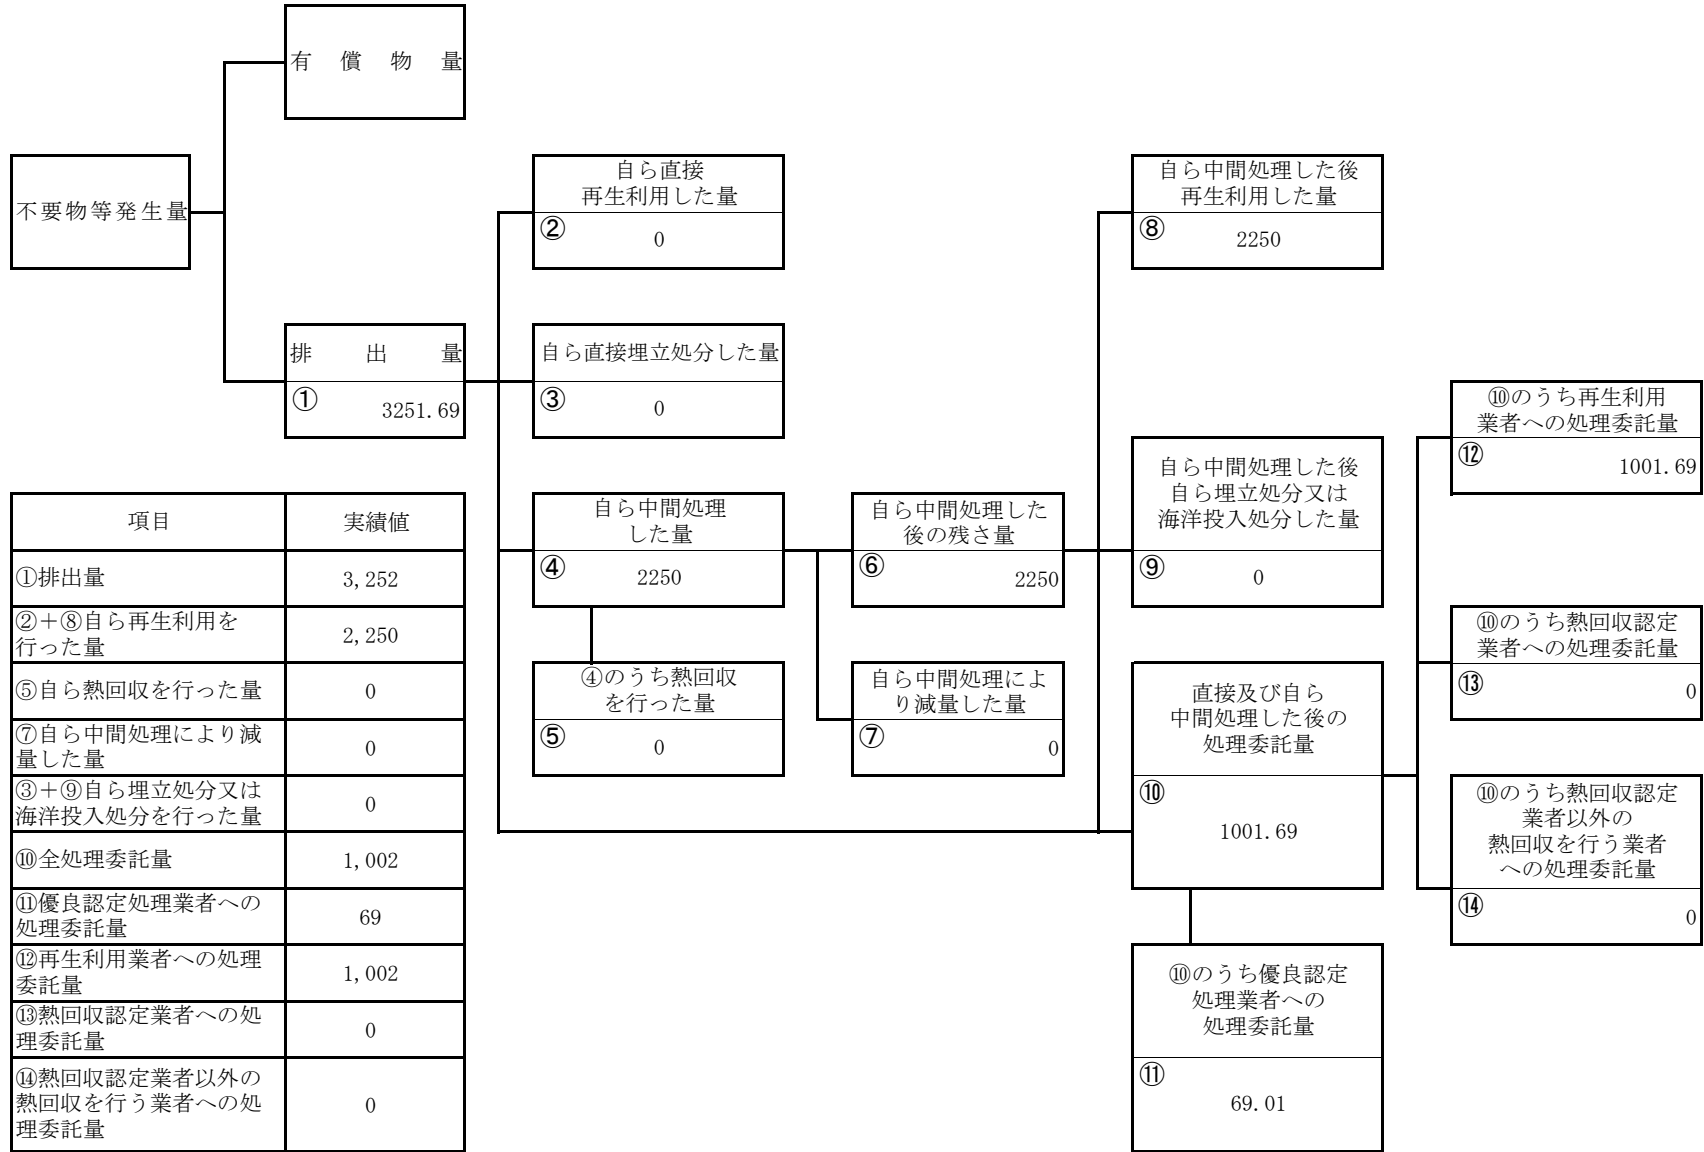 有償物量
不要物等発生量
排出量
① 3251.69
自ら直接
再生利用した量
② 0
自ら直接埋立処分した量
③ 0
自ら中間処理
した量
④ 2250
④のうち熱回収
を行った量
⑤ 0
自ら中間処理した
後の残さ量
⑥ 2250
自ら中間処理によ
り減量した量
⑦ 0
自ら中間処理した後
再生利用した量
⑧ 2250
自ら中間処理した後
自ら埋立処分又は
海洋投入処分した量
⑨ 0
直接及び自ら
中間処理した後の
処理委託量
⑩
1001.69
⑩のうち優良認定
処理業者への
処理委託量
⑪
69.01
⑩のうち再生利用
業者への処理委託量
⑫ 1001.69
⑩のうち熱回収認定
業者への処理委託量
⑬ 0
⑩のうち熱回収認定
業者以外の
熱回収を行う業者
への処理委託量
⑭ 0
項目 実績値
①排出量 3,252
②+⑧自ら再生利用を
行った量 2,250
⑤自ら熱回収を行った量 0
⑦自ら中間処理により減
量した量 0
③+⑨自ら埋立処分又は
海洋投入処分を行った量 0
⑩全処理委託量 1,002
⑪優良認定処理業者への
処理委託量 69
⑫再生利用業者への処理
委託量 1,002
⑬熱回収認定業者への処
理委託量 0
⑭熱回収認定業者以外の
熱回収を行う業者への処 0
理委託量